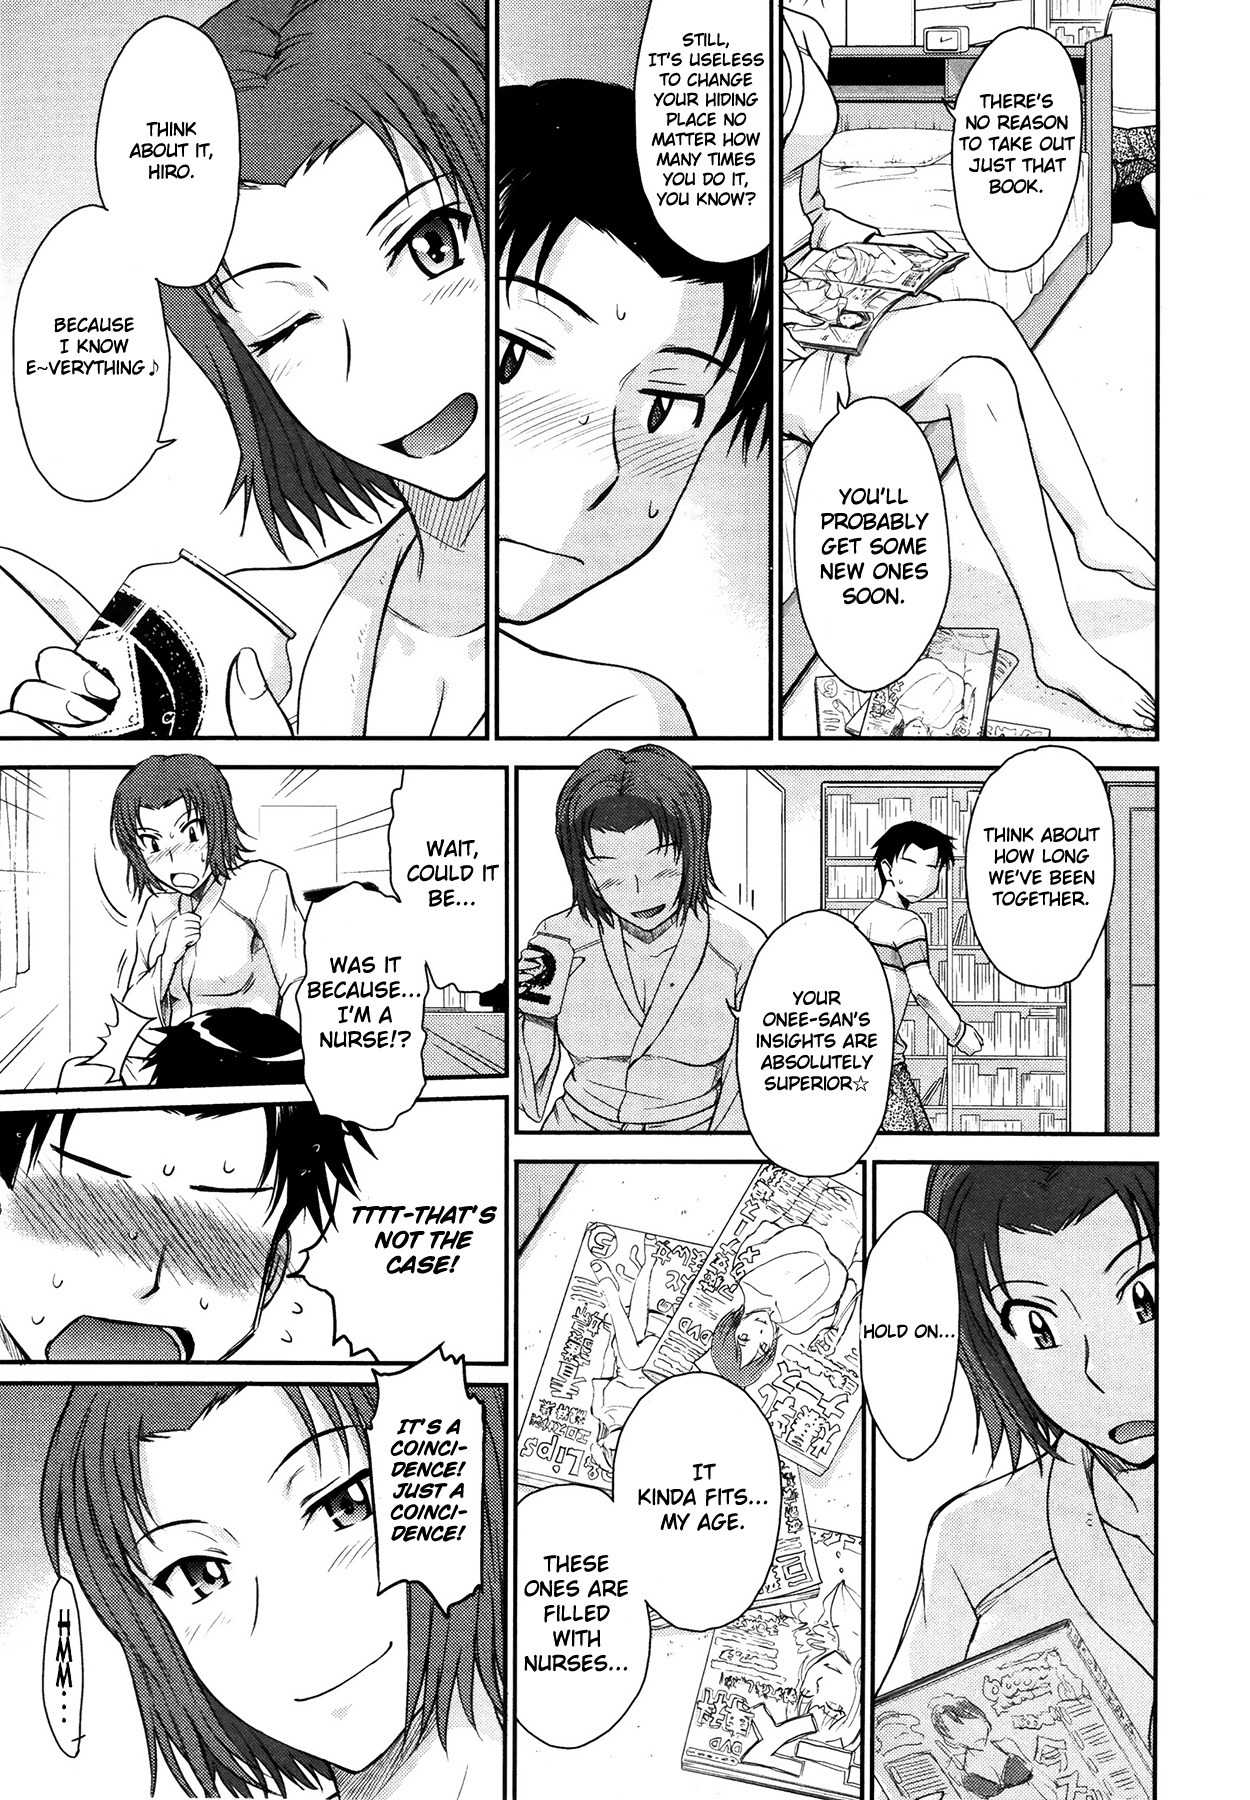 THERE'S
NO REASON
TO TAKE OUT
JUST THAT
BOOK.
YOU'LL
PROBABLY
GET SOME
NEW ONES
SOON.
STILL,
IT'S USELESS
TO CHANGE
YOUR HIDING
PLACE NO
MATTER HOW
MANY TIMES
YOU DO IT,
YOU KNOW?
THINK
ABOUT IT,
HIRO.
BECAUSE
I KNOW
E~VERYTHING♪
THINK ABOUT
HOW LONG
WE'VE BEEN
TOGETHER.
YOUR
ONEE-SAN'S
INSIGHTS ARE
ABSOLUTELY
SUPERIOR☆
HOLD ON...
IT
KINDA FITS...
MY AGE.
THESE
ONES ARE
FILLED
WITH
NURSES...
DVD
Lips
DVD
WAIT,
COULD IT
BE...
WAS IT
BECAUSE...
I'M A
NURSE!?
TTTT-THAT'S
NOT THE
CASE!
IT'S A
COINCI-
DENCE!
JUST A
COINCI-
DENCE!
HMM...